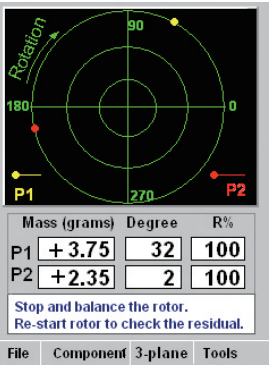 90
Rotation
180
0
P1
270
P2
Mass (grams) Degree R%
P1 +3.75 32 100
P2 +2.35 2 100
Stop and balance the rotor.
Re-start rotor to check the residual.
File Component 3-plane Tools